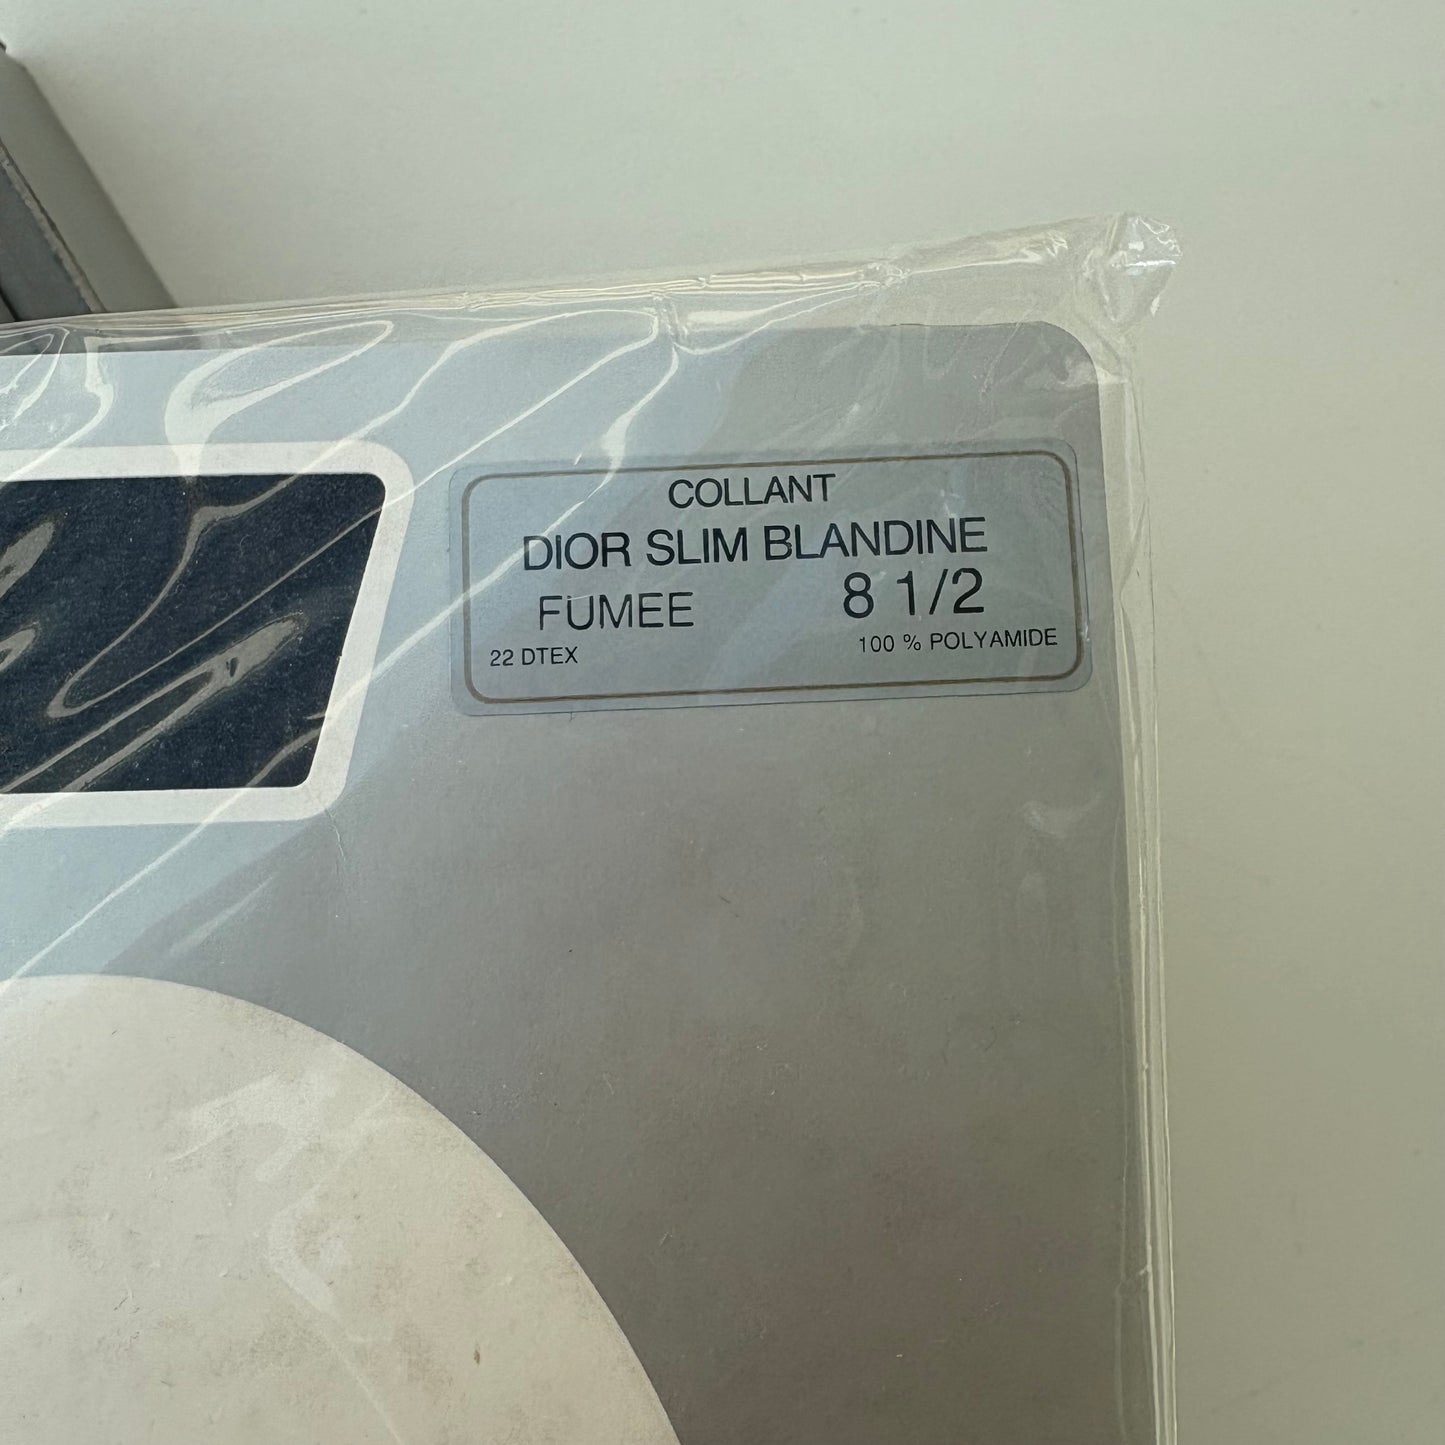 COLLANT
DIOR SLIM BLANDINE
FUMEE 8 1/2
22 DTEX 100 % POLYAMIDE